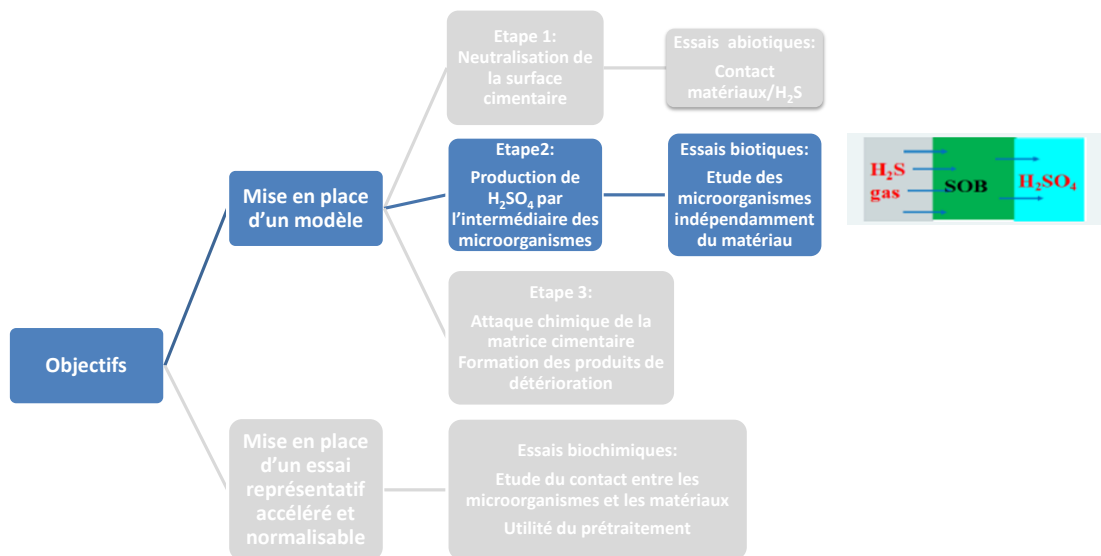 Objectifs
Mise en place
d'un modèle
Etape 1:
Neutralisation de
la surface
cimentaire
Essais abiotiques:
Contact
matériaux/H₂S
Etape2:
Production de
H₂SO₄ par
l'intermédiaire des
microorganismes
Essais biotiques:
Etude des
microorganismes
indépendamment
du matériau
H₂S
gas
SOB
H₂SO₄
Etape 3:
Attaque chimique de la
matrice cimentaire
Formation des produits de
détérioration
Mise en place
d'un essai
représentatif
accéléré et
normalisable
Essais biochimiques:
Etude du contact entre les
microorganismes et les matériaux
Utilité du prétraitement